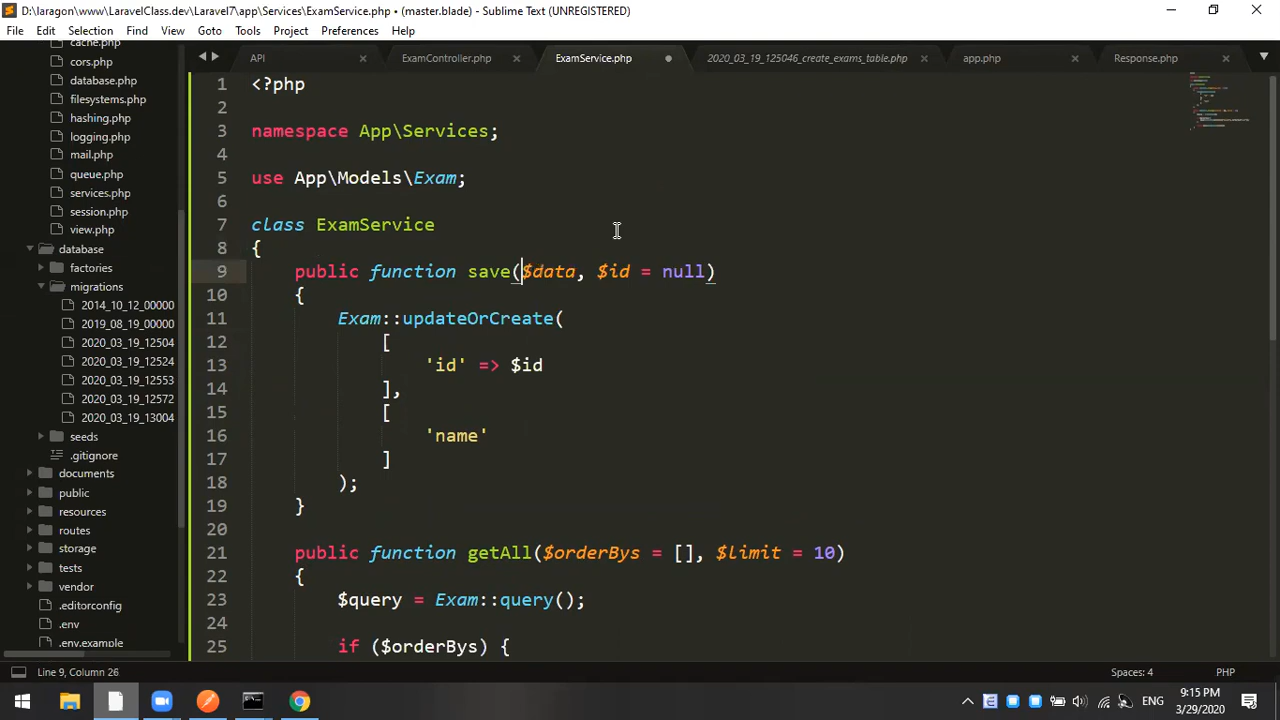 D:\laragon\www\LaravelClass.dev\Laravel7\app\Services\ExamService.php • (master.blade) - Sublime Text (UNREGISTERED)
File Edit Selection Find View Goto Tools Project Preferences Help
API ExamController.php ExamService.php 2020_03_19_125046_create_exams_table.php app.php Response.php
cache.php
cors.php
database.php
filesystems.php
hashing.php
logging.php
mail.php
queue.php
services.php
session.php
view.php
database
factories
migrations
2014_10_12_00000
2019_08_19_00000
2020_03_19_12504
2020_03_19_12524
2020_03_19_12553
2020_03_19_12572
2020_03_19_13004
seeds
.gitignore
documents
public
resources
routes
storage
tests
vendor
.editorconfig
.env
.env.example
1 <?php
2
3 namespace App\Services;
4
5 use App\Models\Exam;
6
7 class ExamService
8 {
9 public function save($data, $id = null)
10 {
11 Exam::updateOrCreate(
12 [
13 'id' => $id
14 ],
15 [
16 'name'
17 ]
18 );
19 }
20
21 public function getAll($orderBys = [], $limit = 10)
22 {
23 $query = Exam::query();
24
25 if ($orderBys) {
Line 9, Column 26 Spaces: 4 PHP
ENG 9:15 PM
3/29/2020